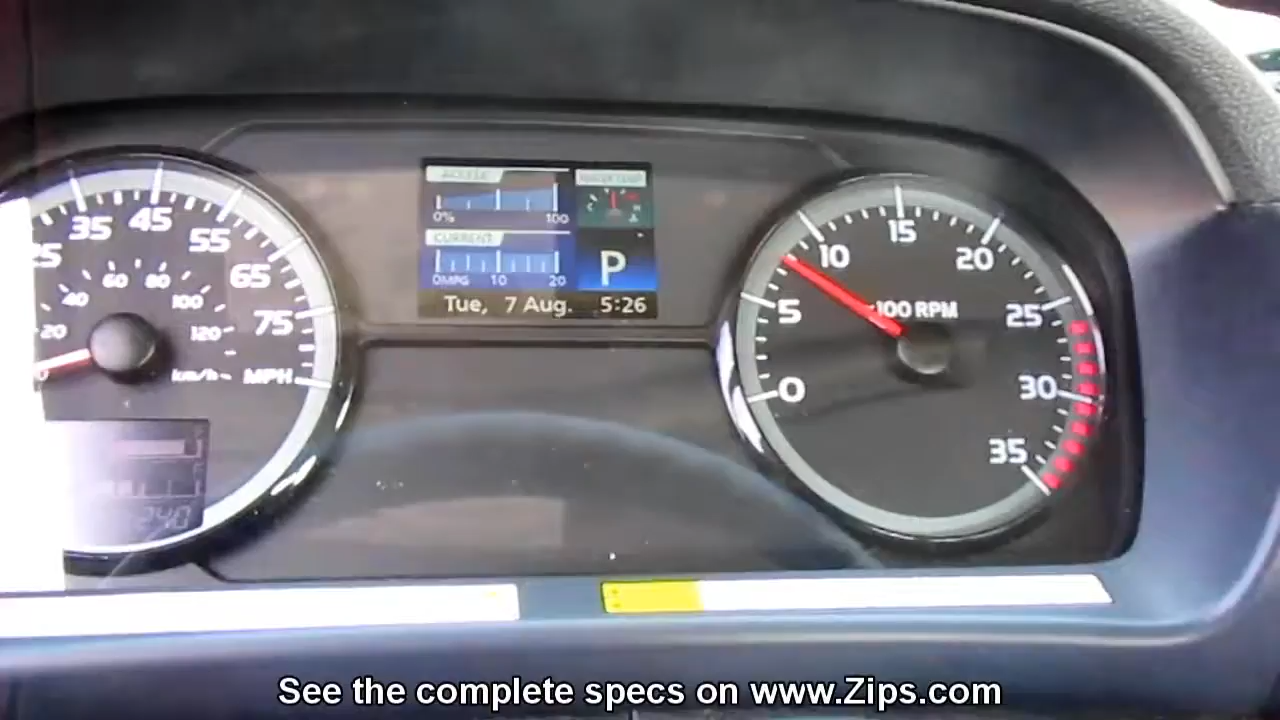 ACCEL.
WATER TEMP
0% 100
C H
CURRENT
0MPG 10 20
P
Tue, 7 Aug. 5:26
25 35 45 55 65 75
MPH
0 20 40 60 80 100 120
km/h
240
0 5 10 15 20 25 30 35
×100 RPM
See the complete specs on www.Zips.com